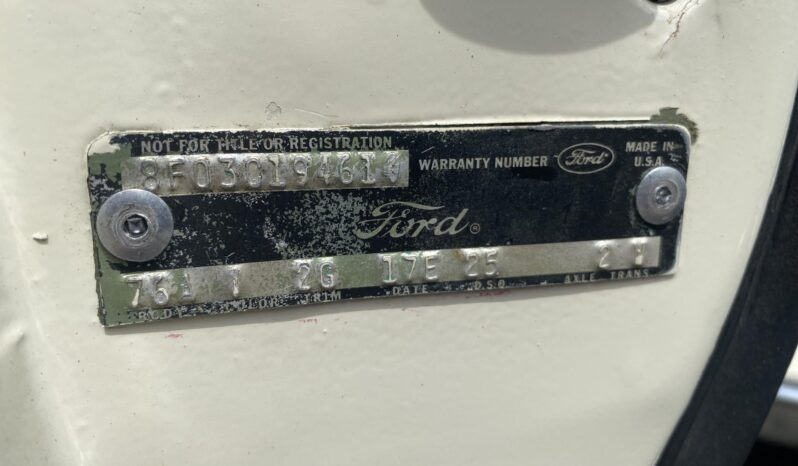 NOT FOR TITLE OR REGISTRATION
8F03C194614
WARRANTY NUMBER Ford MADE IN U.S.A.
Ford®
76A 2G 17E 25 2
BODY COLOR TRIM DATE D.S.O. AXLE TRANS